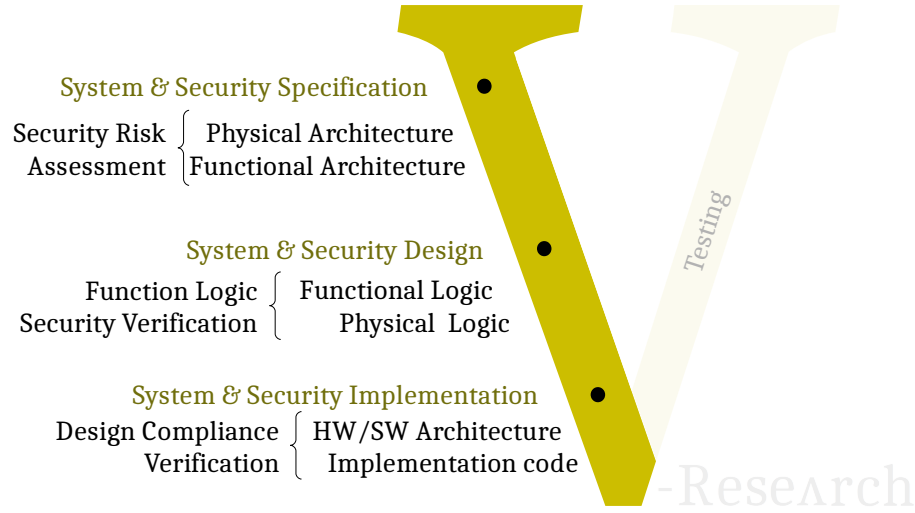 System & Security Specification
Security Risk Assessment
Physical Architecture
Functional Architecture
Testing
System & Security Design
Function Logic Security Verification
Functional Logic
Physical Logic
System & Security Implementation
Design Compliance Verification
HW/SW Architecture
Implementation code
-Reseʌrch